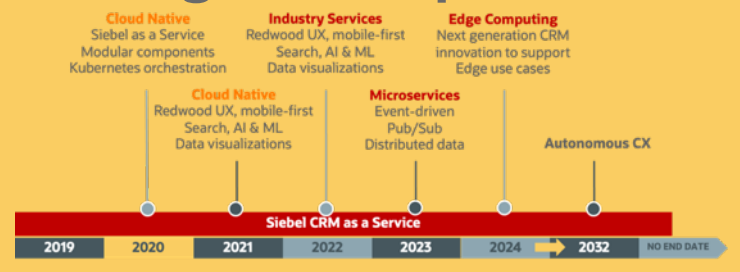 Cloud Native
Siebel as a Service
Modular components
Kubernetes orchestration
Industry Services
Redwood UX, mobile-first
Search, AI & ML
Data visualizations
Edge Computing
Next generation CRM
innovation to support
Edge use cases
Cloud Native
Redwood UX, mobile-first
Search, AI & ML
Data visualizations
Microservices
Event-driven
Pub/Sub
Distributed data
Autonomous CX
Siebel CRM as a Service
2019
2020
2021
2022
2023
2024
2032
NO END DATE